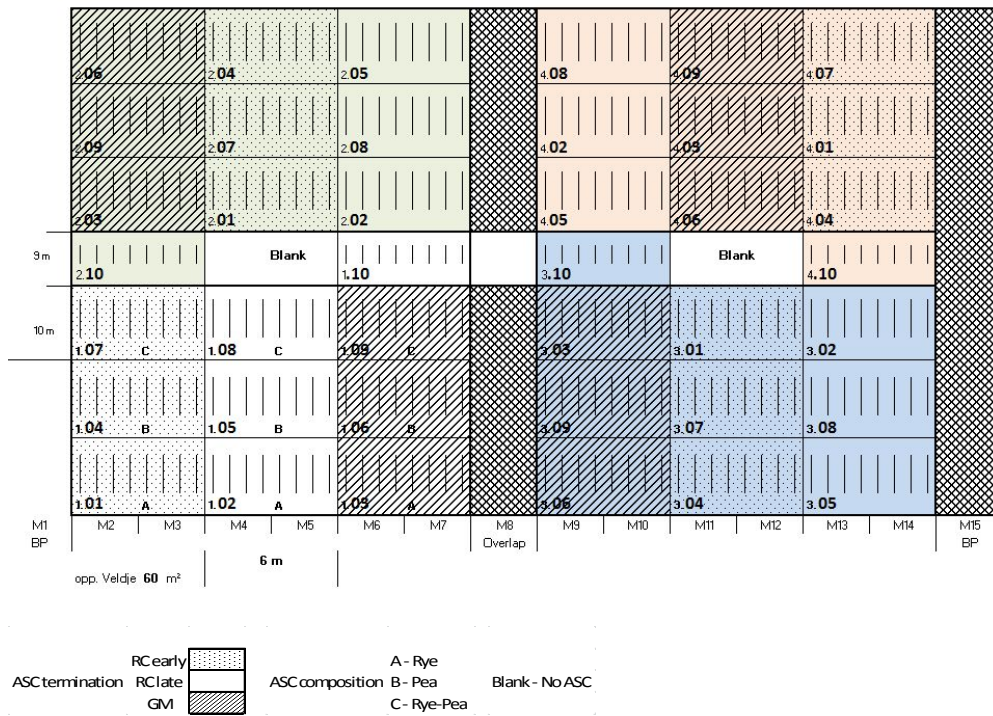 2.06 2.04 2.05 4.08 4.09 4.07
2.09 2.07 2.08 4.02 4.03 4.01
2.03 2.01 2.02 4.05 4.06 4.04
9 m 2.10 Blank 1.10 3.10 Blank 4.10
10 m 1.07 C 1.08 C 1.09 C 3.03 3.01 3.02
1.04 B 1.05 B 1.06 B 3.09 3.07 3.08
1.01 A 1.02 A 1.03 A 3.06 3.04 3.05
M1 M2 M3 M4 M5 M6 M7 M8 M9 M10 M11 M12 M13 M14 M15
BP Overlap BP
6 m
opp. Veldje 60 m²
RC early A - Rye
ASC termination RC late ASC composition B - Pea Blank - No ASC
GM C - Rye-Pea